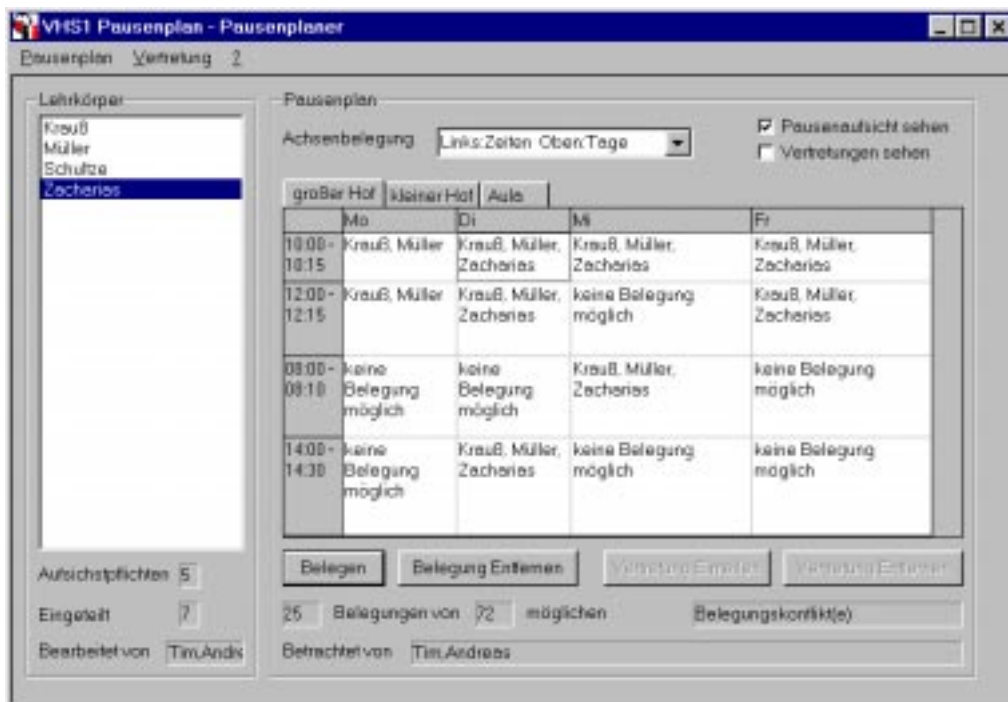 VHS1 Pausenplan - Pausenplaner
Pausenplan Vertretung ?
Lehrkörper
Krauß
Müller
Schultze
Zacharias
Aufsichstpflichten 5
Eingeteilt 7
Bearbeitet von Tim,Andre
Pausenplan
Achsenbelegung Links:Zeiten Oben:Tage
Pausenaufsicht sehen
Vertretungen sehen
großer Hof kleiner Hof Aula
Mo Di Mi Fr
10:00 - Krauß, Müller Krauß, Müller, Krauß, Müller, Krauß, Müller,
10:15 Zacharias Zacharias Zacharias
12:00 - Krauß, Müller Krauß, Müller, keine Belegung Krauß, Müller,
12:15 Zacharias möglich Zacharias
08:00 - keine keine Krauß, Müller, keine Belegung
08:10 Belegung Belegung Zacharias möglich
möglich möglich
14:00 - keine Krauß, Müller, keine Belegung keine Belegung
14:30 Belegung Zacharias möglich möglich
möglich
Belegen Belegung Entfernen Vertretung Vertretung Entfernen
25 Belegungen von 72 möglichen Belegungskonflikt(e)
Betrachtet von Tim,Andreas